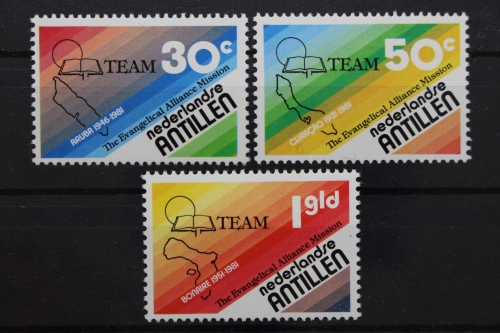 TEAM 30c
ARUBA 1946-1981
The Evangelical Alliance Mission
nederlandse
ANTILLEN
TEAM 50c
CURAÇAO 1931-1981
The Evangelical Alliance Mission
nederlandse
ANTILLEN
TEAM 1gld
BONAIRE 1951-1981
The Evangelical Alliance Mission
nederlandse
ANTILLEN